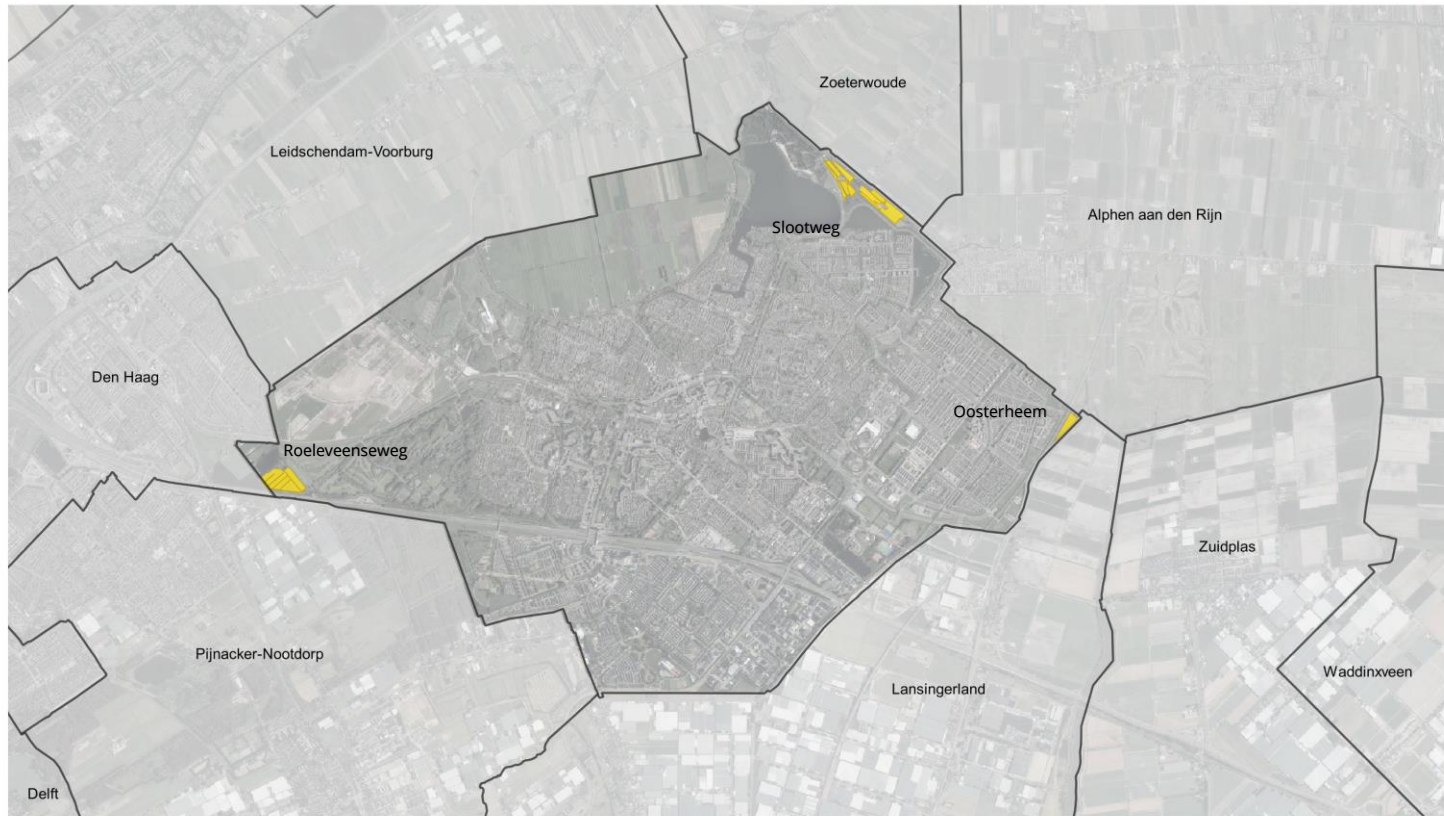 Zoeterwoude
Leidschendam-Voorburg
Alphen aan den Rijn
Slootweg
Den Haag
Oosterheem
Roeleveenseweg
Zuidplas
Pijnacker-Nootdorp
Waddinxveen
Lansingerland
Delft